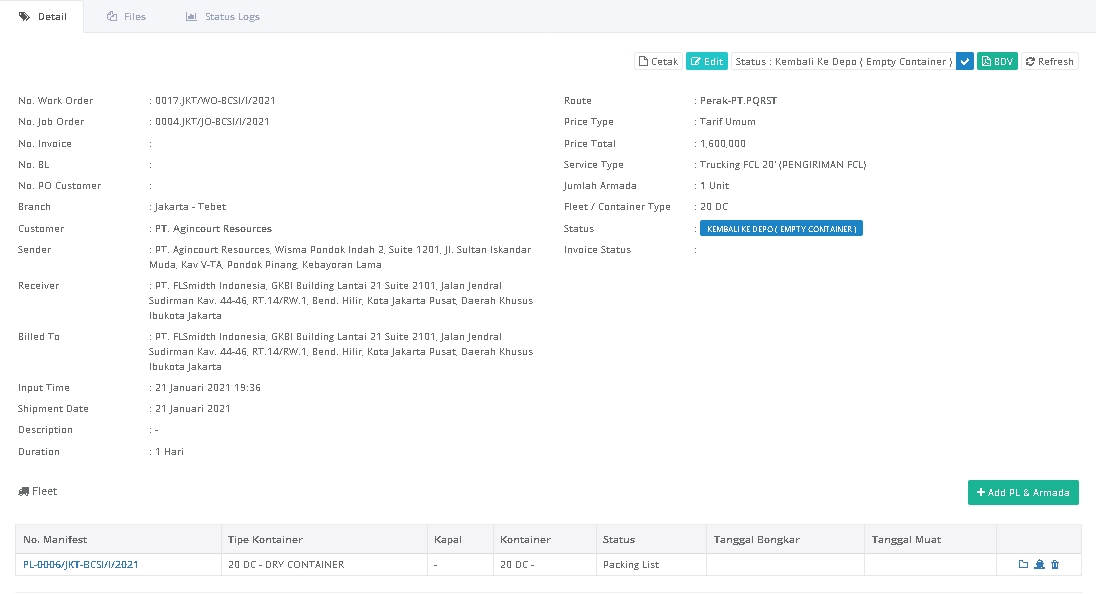 Detail Files Status Logs
Cetak Edit Status : Kembali Ke Depo ( Empty Container ) BDV Refresh
No. Work Order : 0017.JKT/WO-BCSI/I/2021
No. Job Order : 0004.JKT/JO-BCSI/I/2021
No. Invoice :
No. BL :
No. PO Customer :
Branch : Jakarta - Tebet
Customer : PT. Agincourt Resources
Sender : PT. Agincourt Resources, Wisma Pondok Indah 2, Suite 1201, Jl. Sultan Iskandar
Muda, Kav V-TA, Pondok Pinang, Kebayoran Lama
Receiver : PT. FLSmidth Indonesia, GKBI Building Lantai 21 Suite 2101, Jalan Jendral
Sudirman Kav. 44-46, RT.14/RW.1, Bend. Hilir, Kota Jakarta Pusat, Daerah Khusus
Ibukota Jakarta
Billed To : PT. FLSmidth Indonesia, GKBI Building Lantai 21 Suite 2101, Jalan Jendral
Sudirman Kav. 44-46, RT.14/RW.1, Bend. Hilir, Kota Jakarta Pusat, Daerah Khusus
Ibukota Jakarta
Input Time : 21 Januari 2021 19:36
Shipment Date : 21 Januari 2021
Description : -
Duration : 1 Hari
Route : Perak-PT.PQRST
Price Type : Tarif Umum
Price Total : 1,600,000
Service Type : Trucking FCL 20' (PENGIRIMAN FCL)
Jumlah Armada : 1 Unit
Fleet / Container Type : 20 DC
Status : KEMBALI KE DEPO ( EMPTY CONTAINER )
Invoice Status :
Fleet
+ Add PL & Armada
No. Manifest Tipe Kontainer Kapal Kontainer Status Tanggal Bongkar Tanggal Muat
PL-0006/JKT-BCSI/I/2021 20 DC - DRY CONTAINER - 20 DC - Packing List